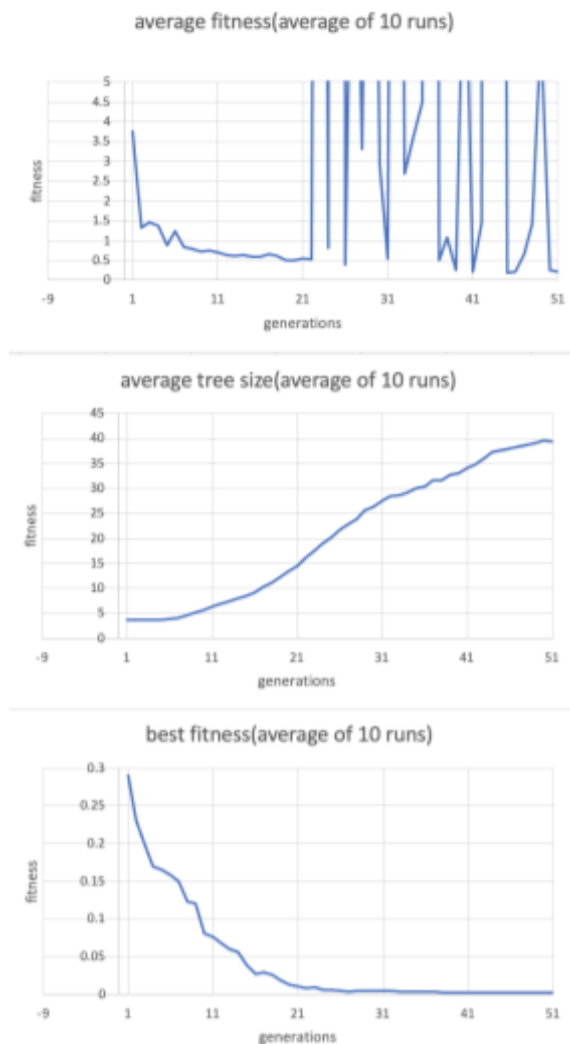 average fitness(average of 10 runs)
5
4.5
4
3.5
3
2.5
2
1.5
1
0.5
0
fitness
-9 1 11 21 31 41 51
generations
average tree size(average of 10 runs)
45
40
35
30
25
20
15
10
5
0
fitness
-9 1 11 21 31 41 51
generations
best fitness(average of 10 runs)
0.3
0.25
0.2
0.15
0.1
0.05
0
fitness
-9 1 11 21 31 41 51
generations